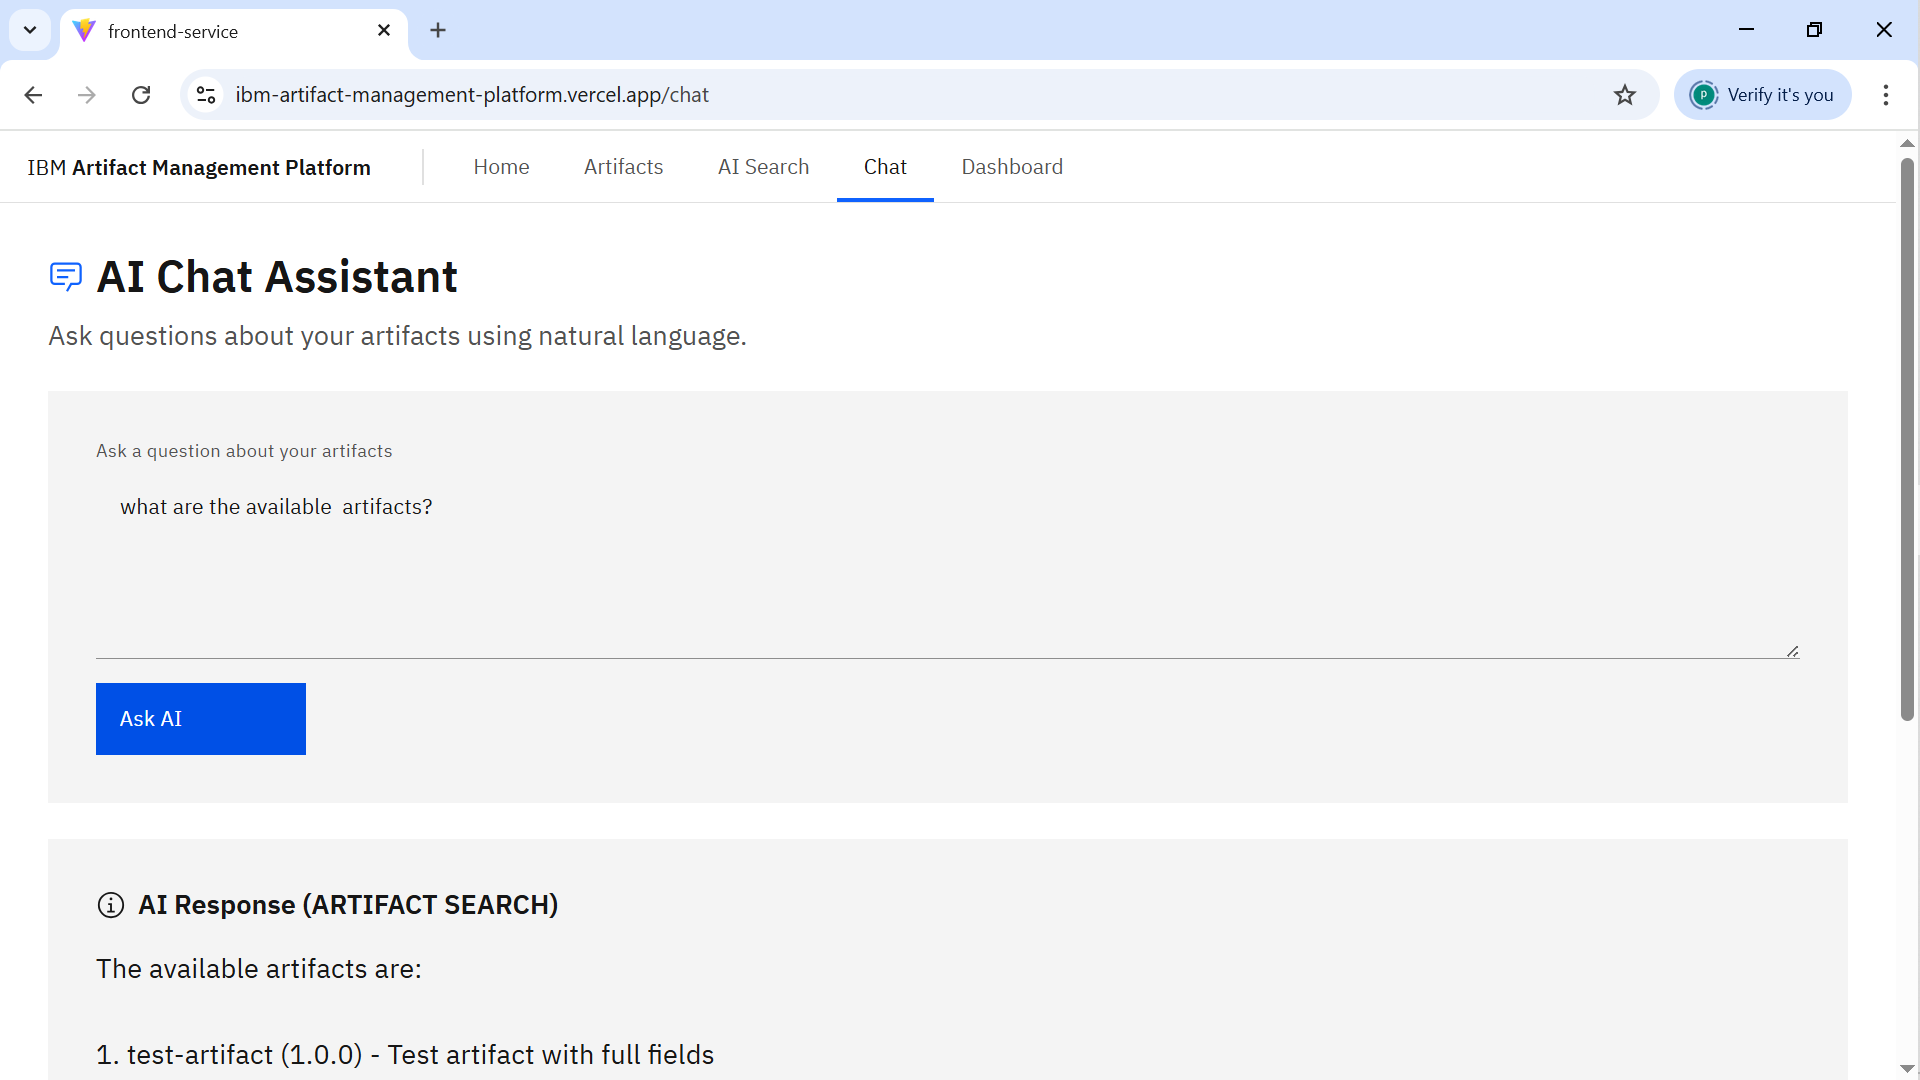 frontend-service
ibm-artifact-management-platform.vercel.app/chat
P
Verify it's you
IBM Artifact Management Platform
Home
Artifacts
AI Search
Chat
Dashboard
AI Chat Assistant
Ask questions about your artifacts using natural language.
Ask a question about your artifacts
what are the available  artifacts?
Ask AI
AI Response (ARTIFACT SEARCH)
The available artifacts are:
1. test-artifact (1.0.0) - Test artifact with full fields